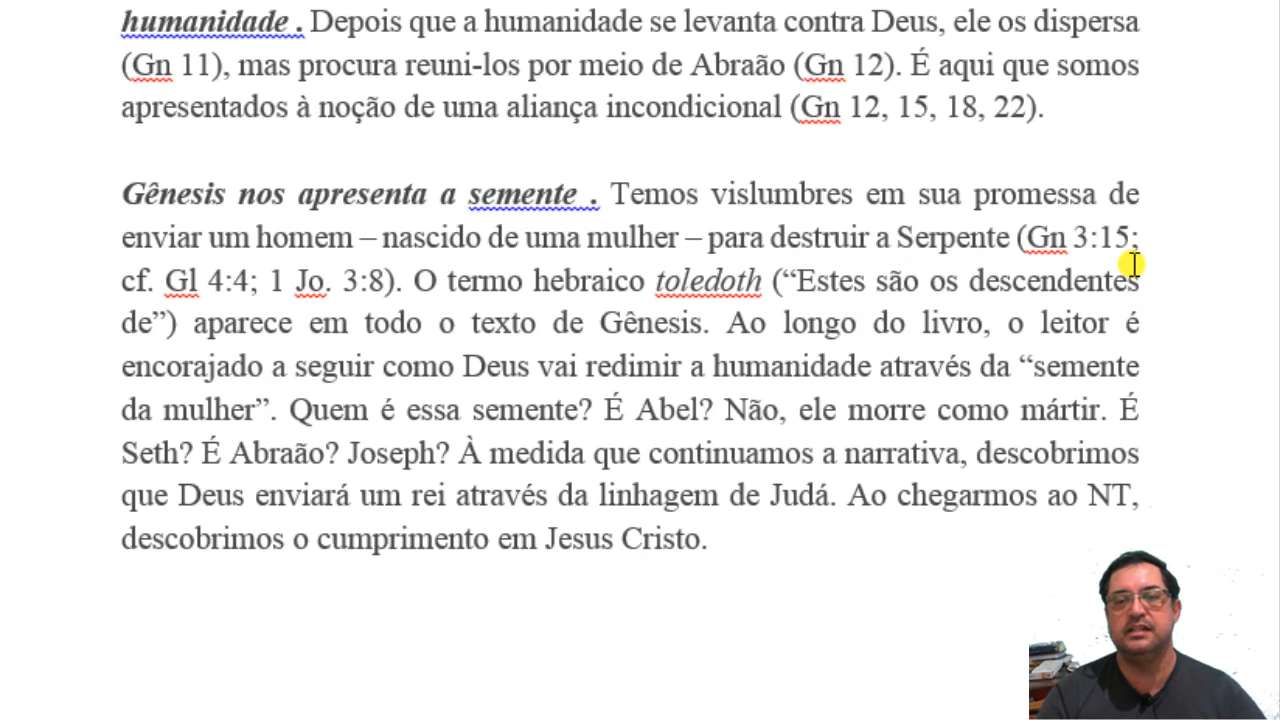 humanidade . Depois que a humanidade se levanta contra Deus, ele os dispersa
(Gn 11), mas procura reuni-los por meio de Abraão (Gn 12). É aqui que somos
apresentados à noção de uma aliança incondicional (Gn 12, 15, 18, 22).
Gênesis nos apresenta a semente . Temos vislumbres em sua promessa de
enviar um homem – nascido de uma mulher – para destruir a Serpente (Gn 3:15;
cf. Gl 4:4; 1 Jo. 3:8). O termo hebraico toledoth (“Estes são os descendentes
de”) aparece em todo o texto de Gênesis. Ao longo do livro, o leitor é
encorajado a seguir como Deus vai redimir a humanidade através da “semente
da mulher”. Quem é essa semente? É Abel? Não, ele morre como mártir. É
Seth? É Abraão? Joseph? À medida que continuamos a narrativa, descobrimos
que Deus enviará um rei através da linhagem de Judá. Ao chegarmos ao NT,
descobrimos o cumprimento em Jesus Cristo.